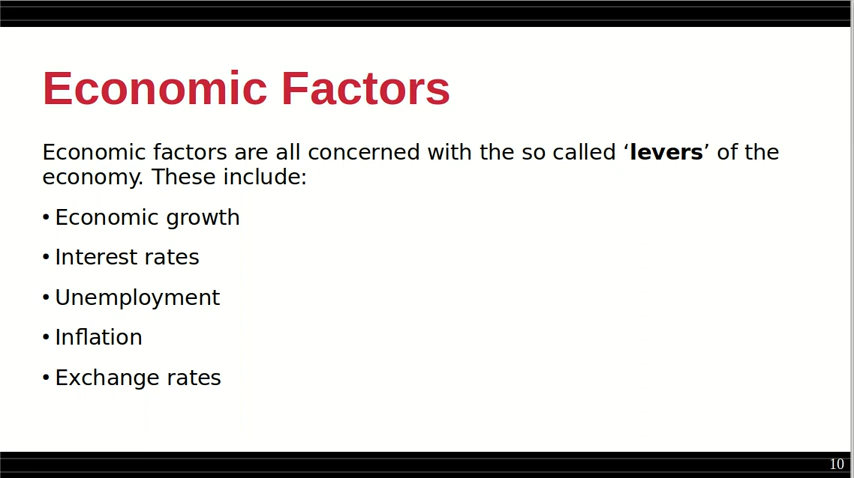 Economic Factors
Economic factors are all concerned with the so called ‘levers’ of the
economy. These include:
• Economic growth
• Interest rates
• Unemployment
• Inflation
• Exchange rates
10